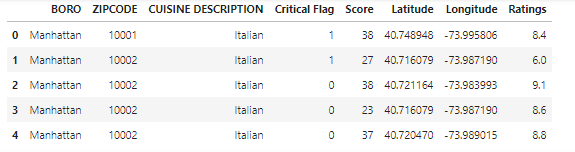 BORO ZIPCODE CUISINE DESCRIPTION Critical Flag Score Latitude Longitude Ratings
0 Manhattan 10001 Italian 1 38 40.748948 -73.995806 8.4
1 Manhattan 10002 Italian 1 27 40.716079 -73.987190 6.0
2 Manhattan 10002 Italian 0 38 40.721164 -73.983993 9.1
3 Manhattan 10002 Italian 0 23 40.716079 -73.987190 8.6
4 Manhattan 10002 Italian 0 37 40.720470 -73.989015 8.8